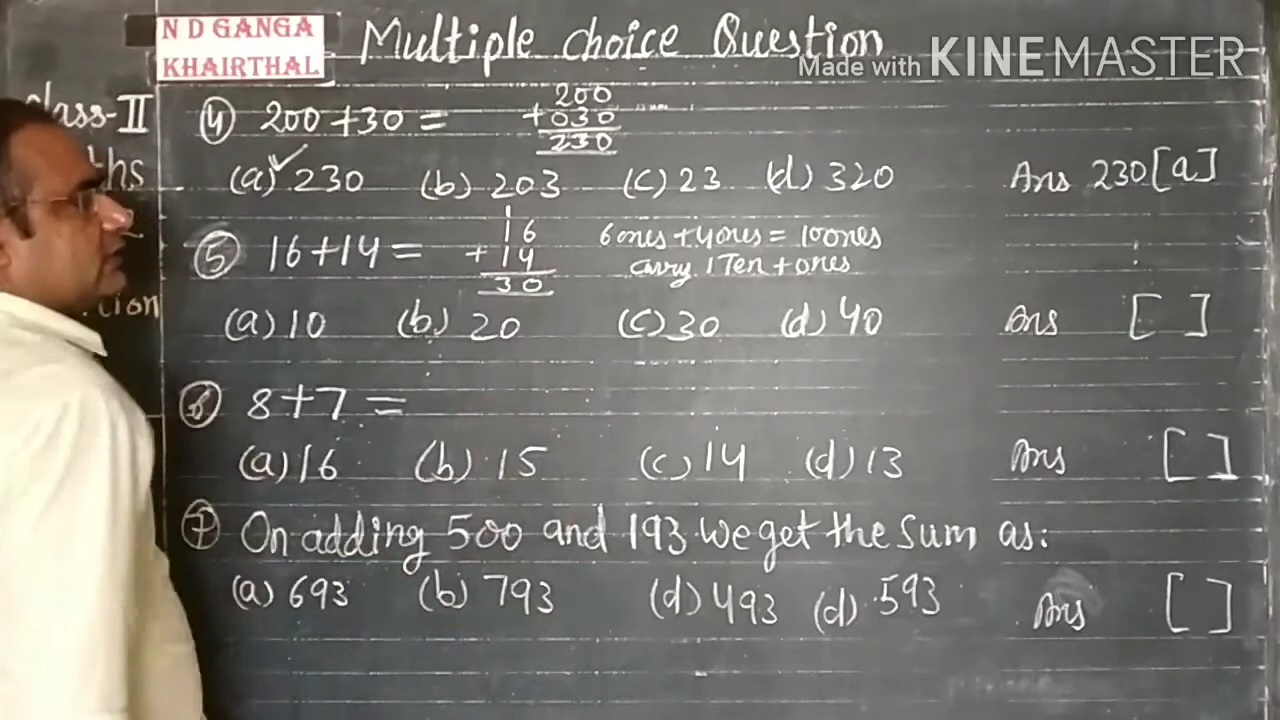 N D GANGA
KHAIRTHAL
Multiple choice Question
Made with KINEMASTER
class-II
ths
tion
④ 200+30 =
200
+030
230
(a)✓230 (b) 203 (c) 23 (d) 320 Ans 230[a]
⑤ 16+14 =
1
16
+14
30
6 ones + 4 ones = 10 ones
carry 1 Ten + ones
(a) 10 (b) 20 (c) 30 (d) 40 Ans [ ]
⑥ 8+7 =
(a) 16 (b) 15 (c) 14 (d) 13 Ans [ ]
⑦ On adding 500 and 193 we get the sum as:
(a) 693 (b) 793 (d) 493 (d) 593 Ans [ ]